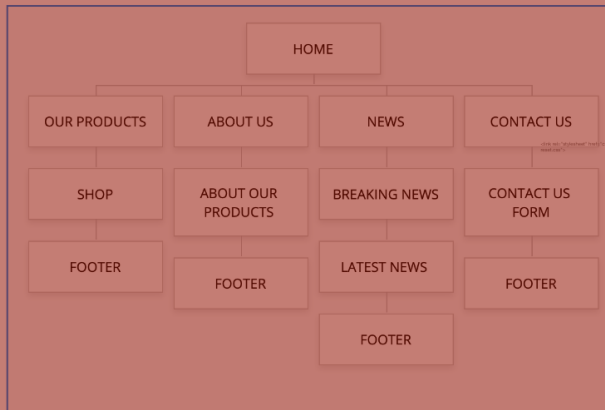 HOME
OUR PRODUCTS
ABOUT US
NEWS
CONTACT US
SHOP
ABOUT OUR
PRODUCTS
BREAKING NEWS
CONTACT US
FORM
FOOTER
FOOTER
LATEST NEWS
FOOTER
FOOTER